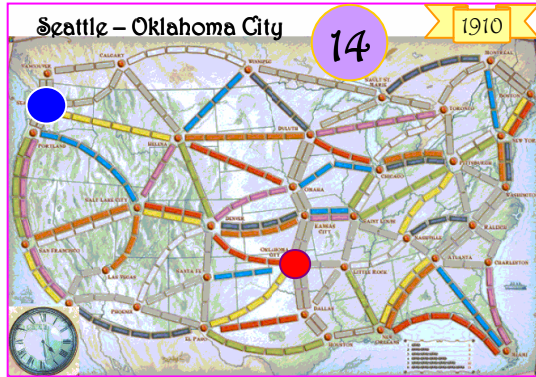 Seattle – Oklahoma City
14
1910
VANCOUVER
CALGARY
WINNIPEG
SAULT ST. MARIE
MONTREAL
BOSTON
TORONTO
PORTLAND
HELENA
DULUTH
NEW YORK
PITTSBURGH
CHICAGO
OMAHA
SALT LAKE CITY
WASHINGTON
DENVER
KANSAS CITY
SAINT LOUIS
RALEIGH
NASHVILLE
SAN FRANCISCO
OKLAHOMA CITY
ATLANTA
CHARLESTON
LAS VEGAS
SANTA FE
LITTLE ROCK
PHOENIX
DALLAS
EL PASO
HOUSTON
NEW ORLEANS
MIAMI